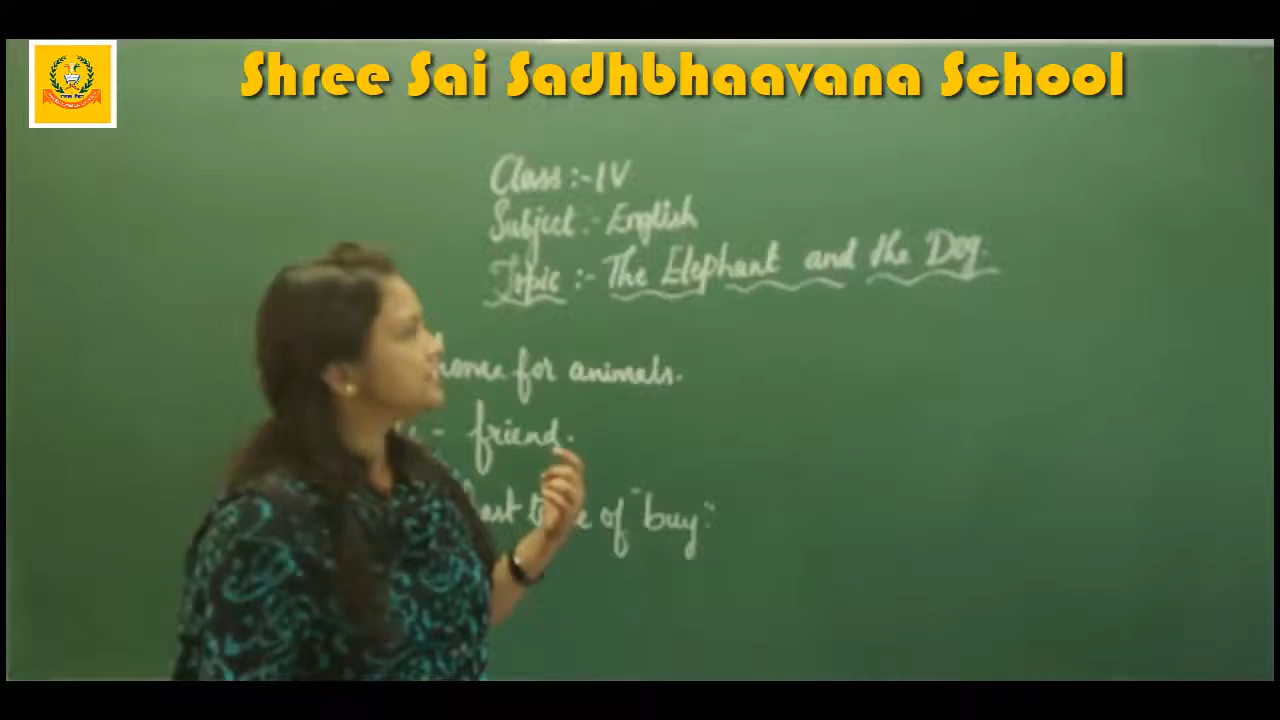 Shree Sai Sadhbhaavana School
Class :- IV
Subject :- English
Topic :- The Elephant and the Dog.
home for animals.
- friend.
of "buy".